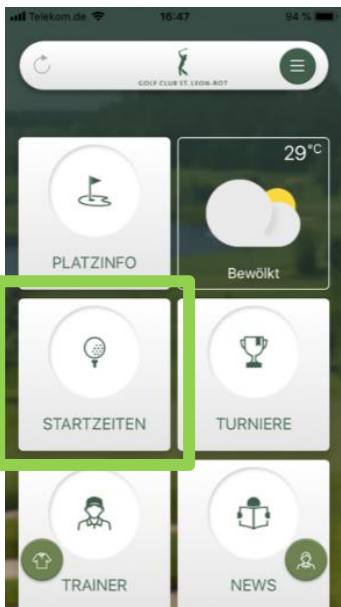 Telekom.de 16:47 94 %
GOLF CLUB ST. LEON-ROT
29°C
PLATZINFO
Bewölkt
STARTZEITEN TURNIERE
TRAINER NEWS